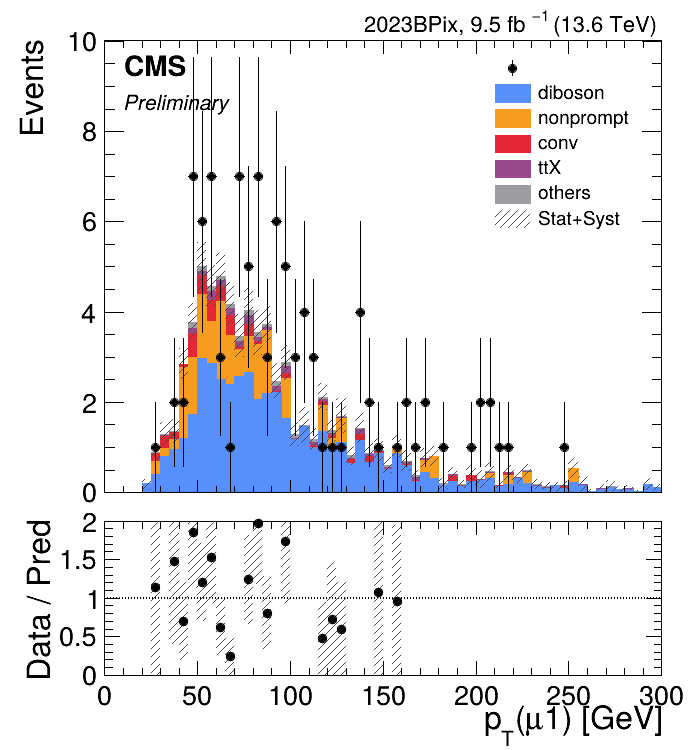 2023BPix, 9.5 fb⁻¹ (13.6 TeV)
CMS
Preliminary
Events
10
8
6
4
2
0
diboson
nonprompt
conv
ttX
others
Stat+Syst
Data / Pred
2
1.5
1
0.5
0
0 50 100 150 200 250 300
p_T(μ1) [GeV]